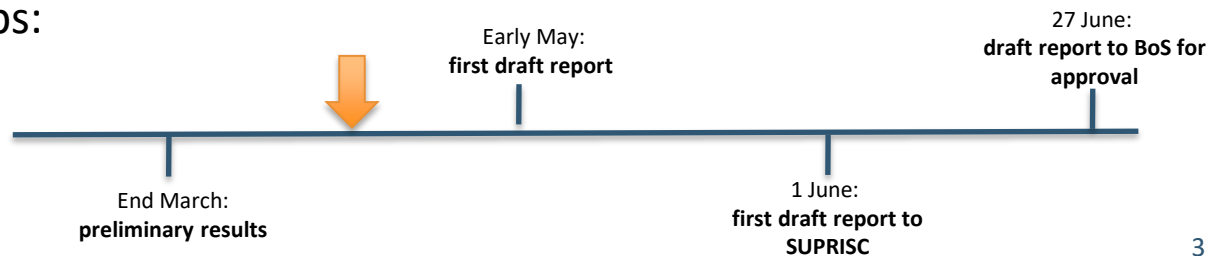 27 June:
draft report to BoS for
approval
Early May:
first draft report
End March:
preliminary results
1 June:
first draft report to
SUPRISC
3